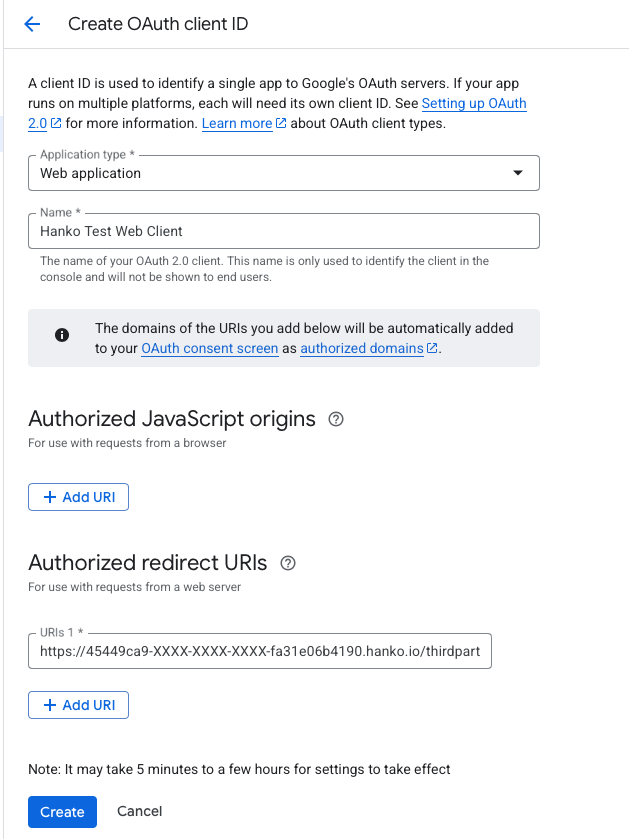 Create OAuth client ID
A client ID is used to identify a single app to Google's OAuth servers. If your app
runs on multiple platforms, each will need its own client ID. See Setting up OAuth
2.0 for more information. Learn more about OAuth client types.
Application type *
Web application
Name *
Hanko Test Web Client
The name of your OAuth 2.0 client. This name is only used to identify the client in the
console and will not be shown to end users.
The domains of the URIs you add below will be automatically added
to your OAuth consent screen as authorized domains.
Authorized JavaScript origins
For use with requests from a browser
+ Add URI
Authorized redirect URIs
For use with requests from a web server
URIs 1 *
https://45449ca9-XXXX-XXXX-XXXX-fa31e06b4190.hanko.io/thirdpart
+ Add URI
Note: It may take 5 minutes to a few hours for settings to take effect
Create Cancel